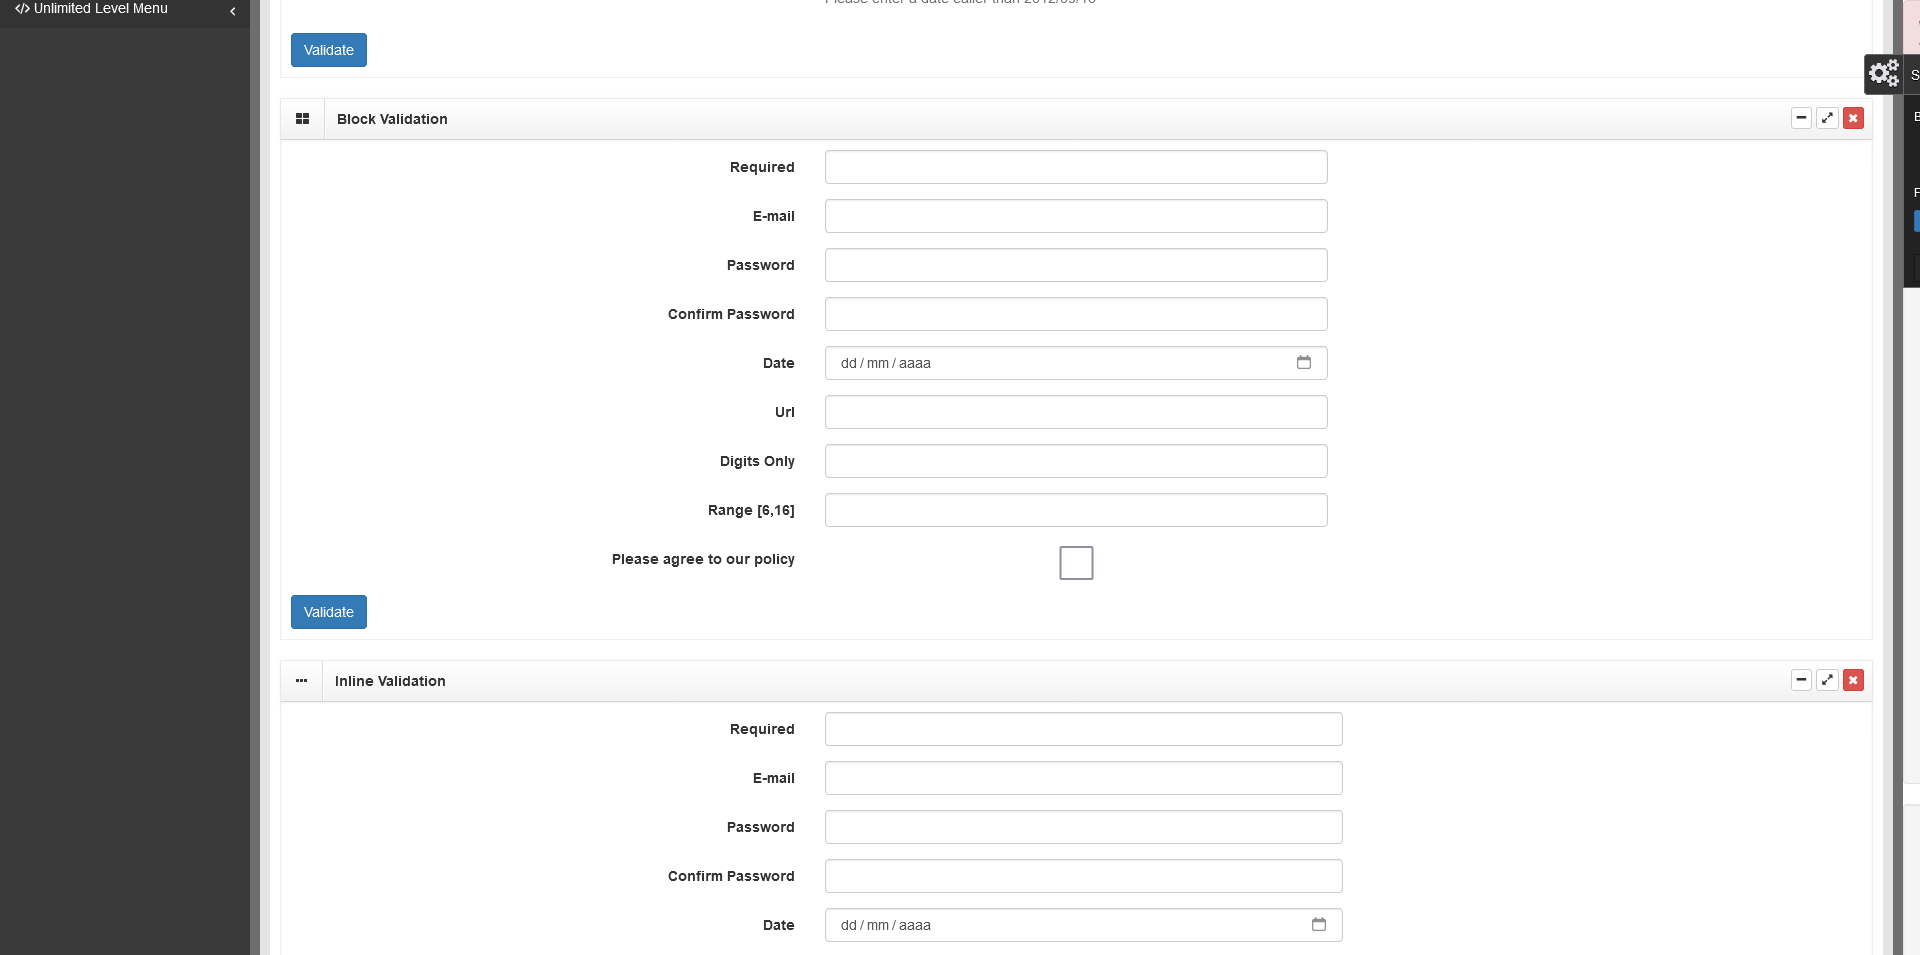 Unlimited Level Menu
Validate
Block Validation
Required
E-mail
Password
Confirm Password
Date
dd / mm / aaaa
Url
Digits Only
Range [6,16]
Please agree to our policy
Validate
Inline Validation
Required
E-mail
Password
Confirm Password
Date
dd / mm / aaaa